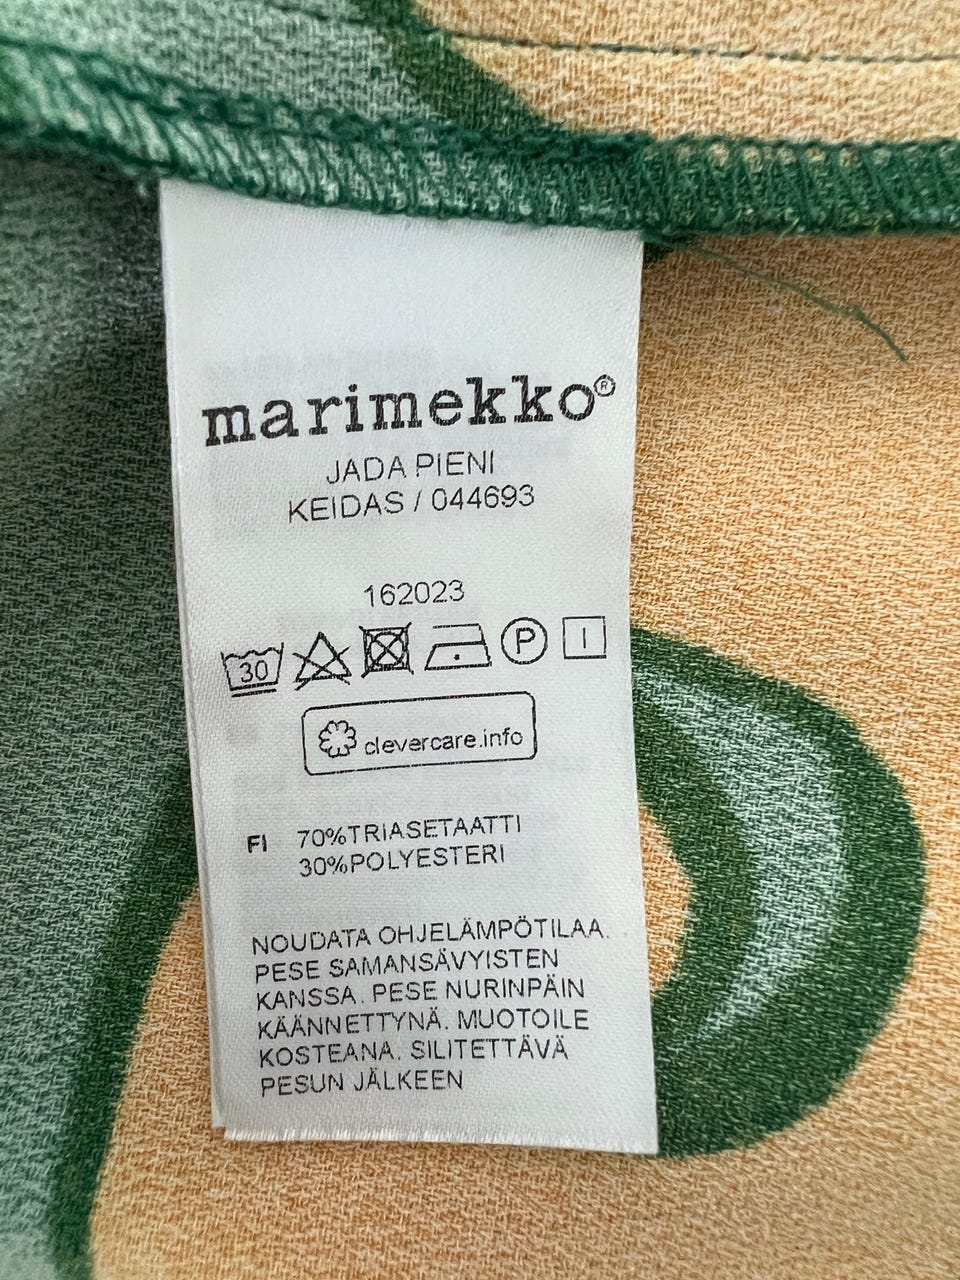 marimekko®
JADA PIENI
KEIDAS / 044693
162023
30 P
clevercare.info
FI 70%TRIASETAATTI
30%POLYESTERI
NOUDATA OHJELÄMPÖTILAA.
PESE SAMANSÄVYISTEN
KANSSA. PESE NURINPÄIN
KÄÄNNETTYNÄ. MUOTOILE
KOSTEANA. SILITETTÄVÄ
PESUN JÄLKEEN